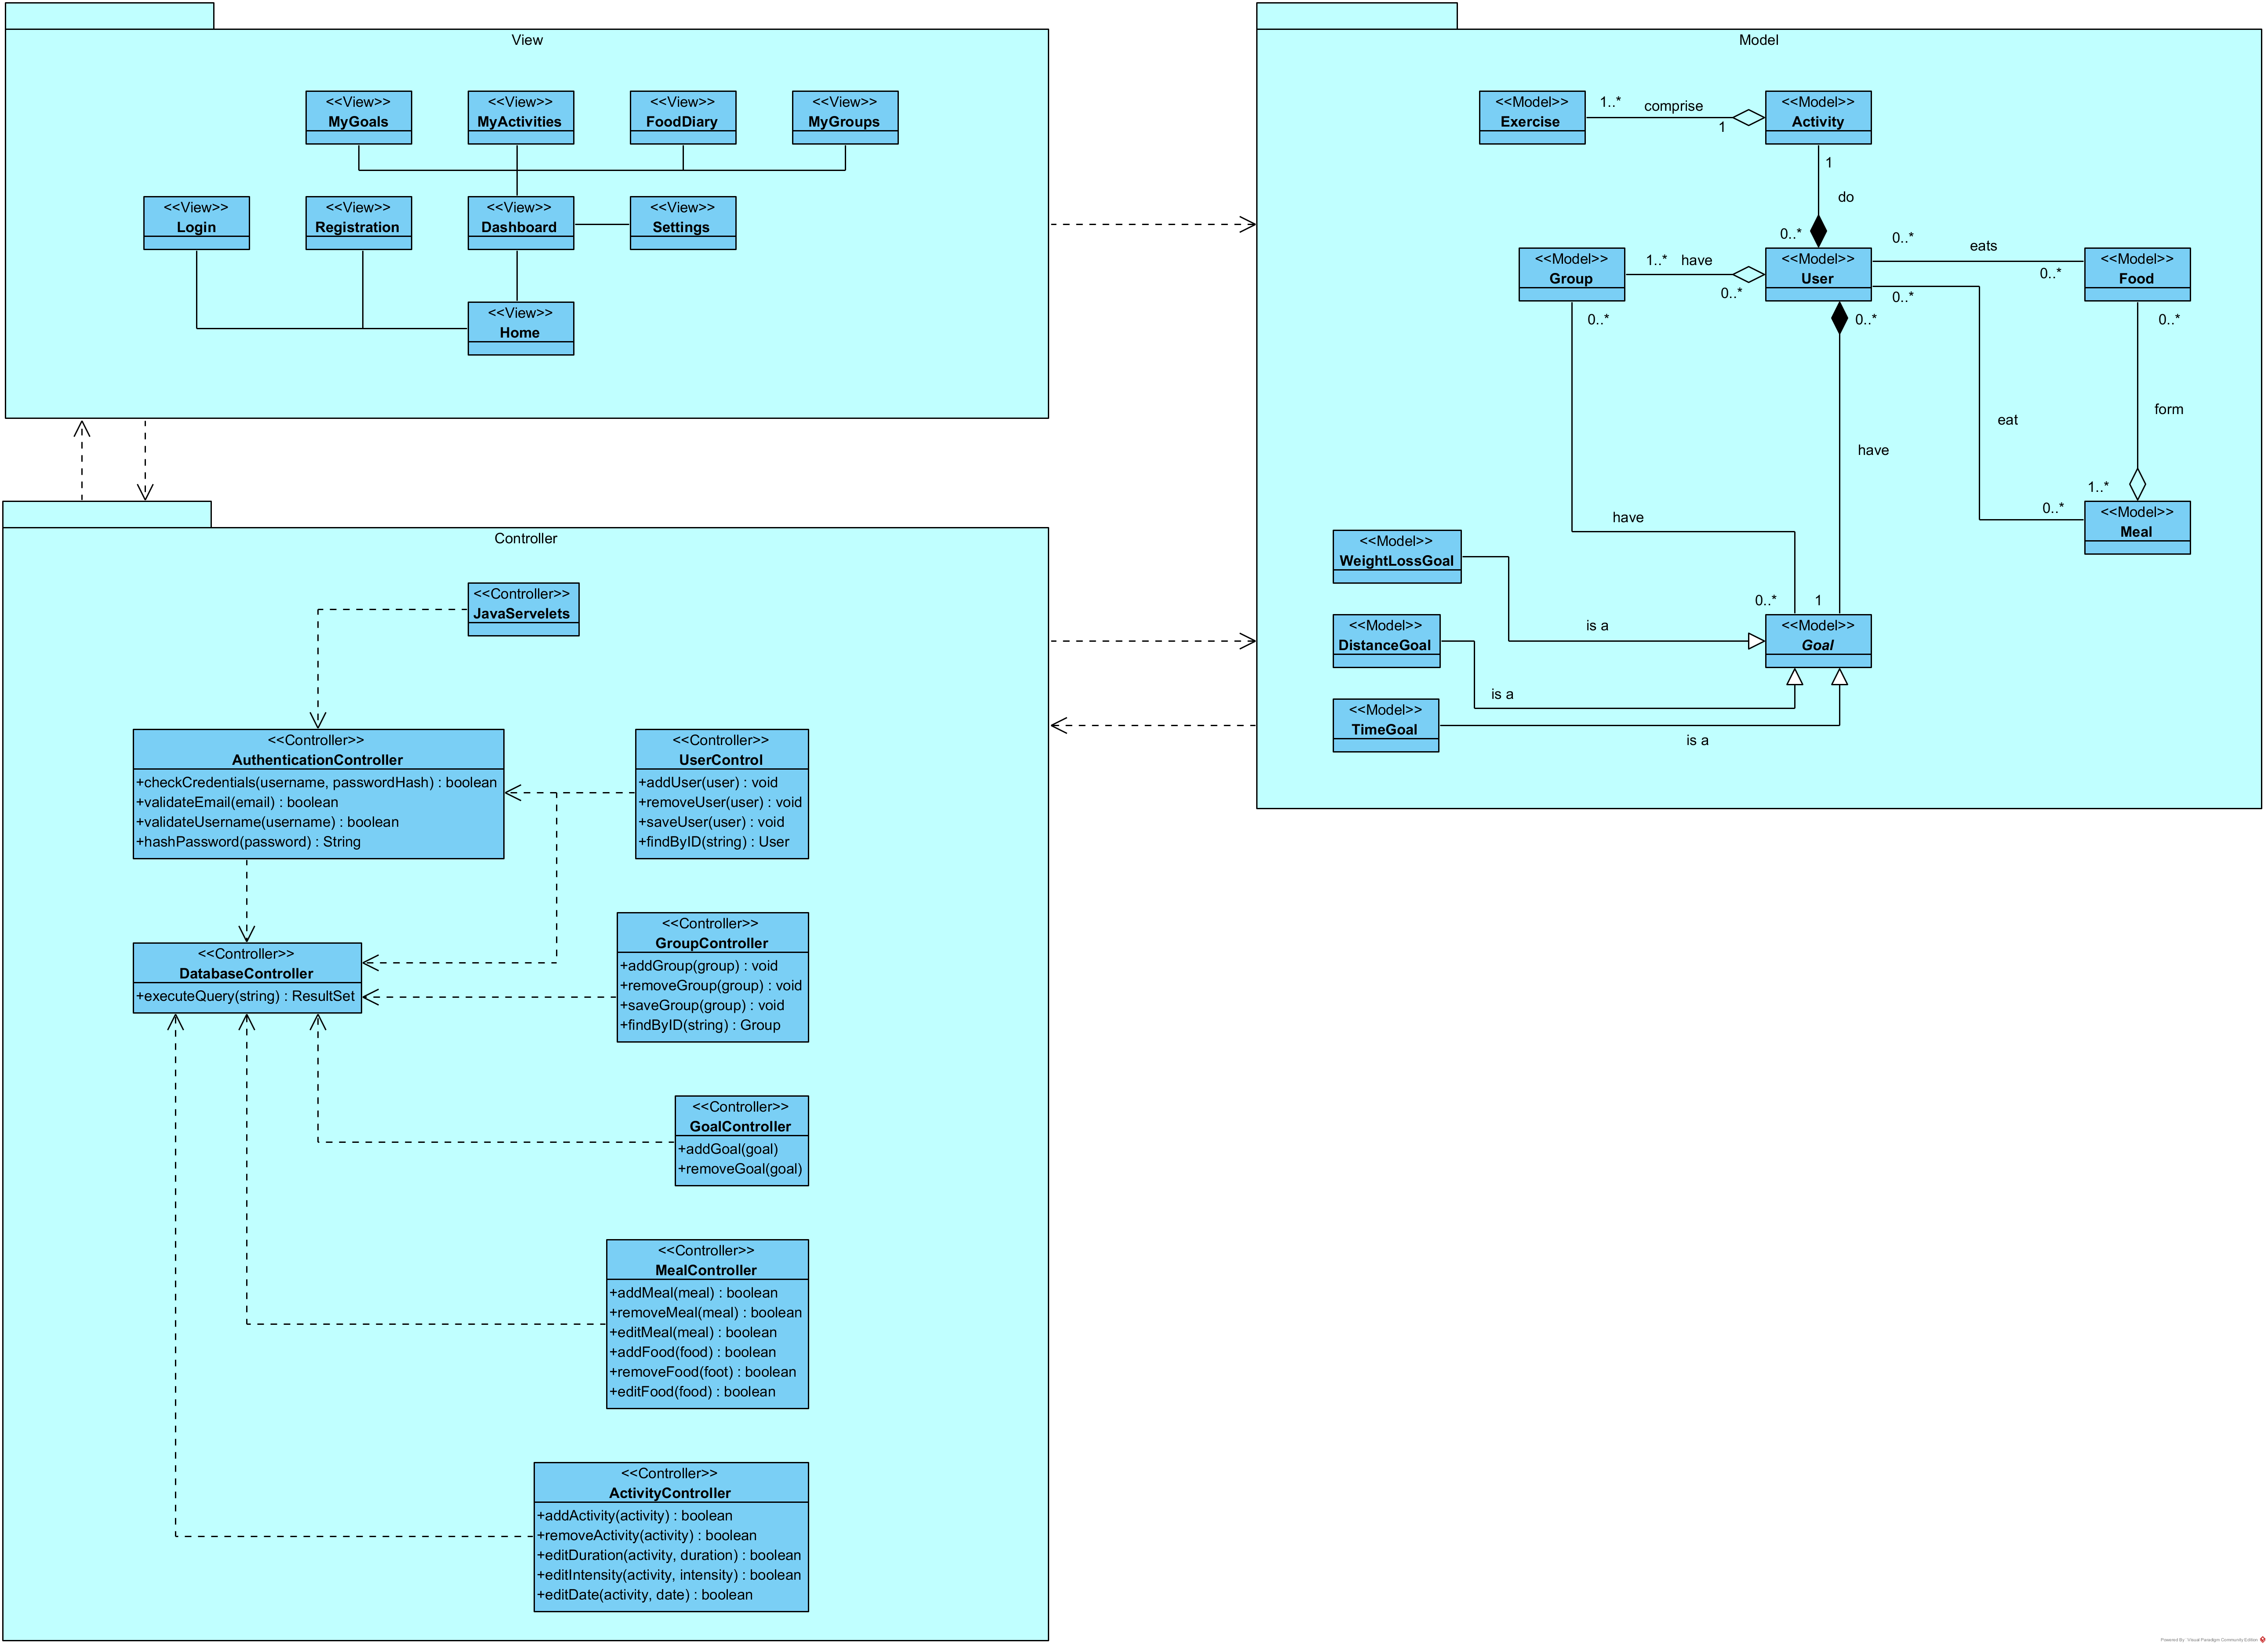 View
<<View>>
MyGoals
<<View>>
MyActivities
<<View>>
FoodDiary
<<View>>
MyGroups
<<View>>
Login
<<View>>
Registration
<<View>>
Dashboard
<<View>>
Settings
<<View>>
Home
Model
<<Model>>
Exercise
1..*
comprise
1
<<Model>>
Activity
1
do
0..*
<<Model>>
Group
1..*
have
0..*
<<Model>>
User
0..*
eats
0..*
<<Model>>
Food
0..*
0..*
0..*
0..*
form
eat
have
1..*
0..*
<<Model>>
Meal
have
<<Model>>
WeightLossGoal
0..*
1
is a
<<Model>>
DistanceGoal
<<Model>>
Goal
is a
<<Model>>
TimeGoal
is a
Controller
<<Controller>>
JavaServelets
<<Controller>>
AuthenticationController
+checkCredentials(username, passwordHash) : boolean
+validateEmail(email) : boolean
+validateUsername(username) : boolean
+hashPassword(password) : String
<<Controller>>
UserControl
+addUser(user) : void
+removeUser(user) : void
+saveUser(user) : void
+findByID(string) : User
<<Controller>>
DatabaseController
+executeQuery(string) : ResultSet
<<Controller>>
GroupController
+addGroup(group) : void
+removeGroup(group) : void
+saveGroup(group) : void
+findByID(string) : Group
<<Controller>>
GoalController
+addGoal(goal)
+removeGoal(goal)
<<Controller>>
MealController
+addMeal(meal) : boolean
+removeMeal(meal) : boolean
+editMeal(meal) : boolean
+addFood(food) : boolean
+removeFood(foot) : boolean
+editFood(food) : boolean
<<Controller>>
ActivityController
+addActivity(activity) : boolean
+removeActivity(activity) : boolean
+editDuration(activity, duration) : boolean
+editIntensity(activity, intensity) : boolean
+editDate(activity, date) : boolean
Powered By: Visual Paradigm Community Edition